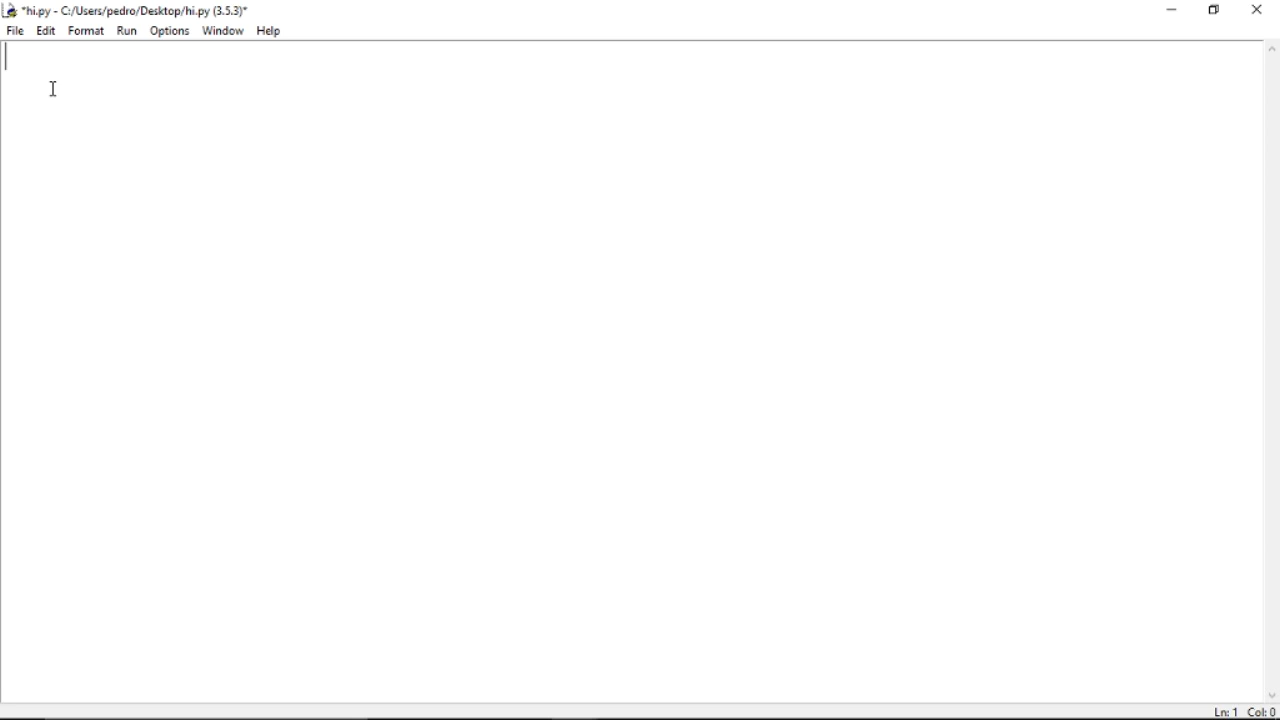 *hi.py - C:/Users/pedro/Desktop/hi.py (3.5.3)*
File Edit Format Run Options Window Help
Ln: 1 Col: 0